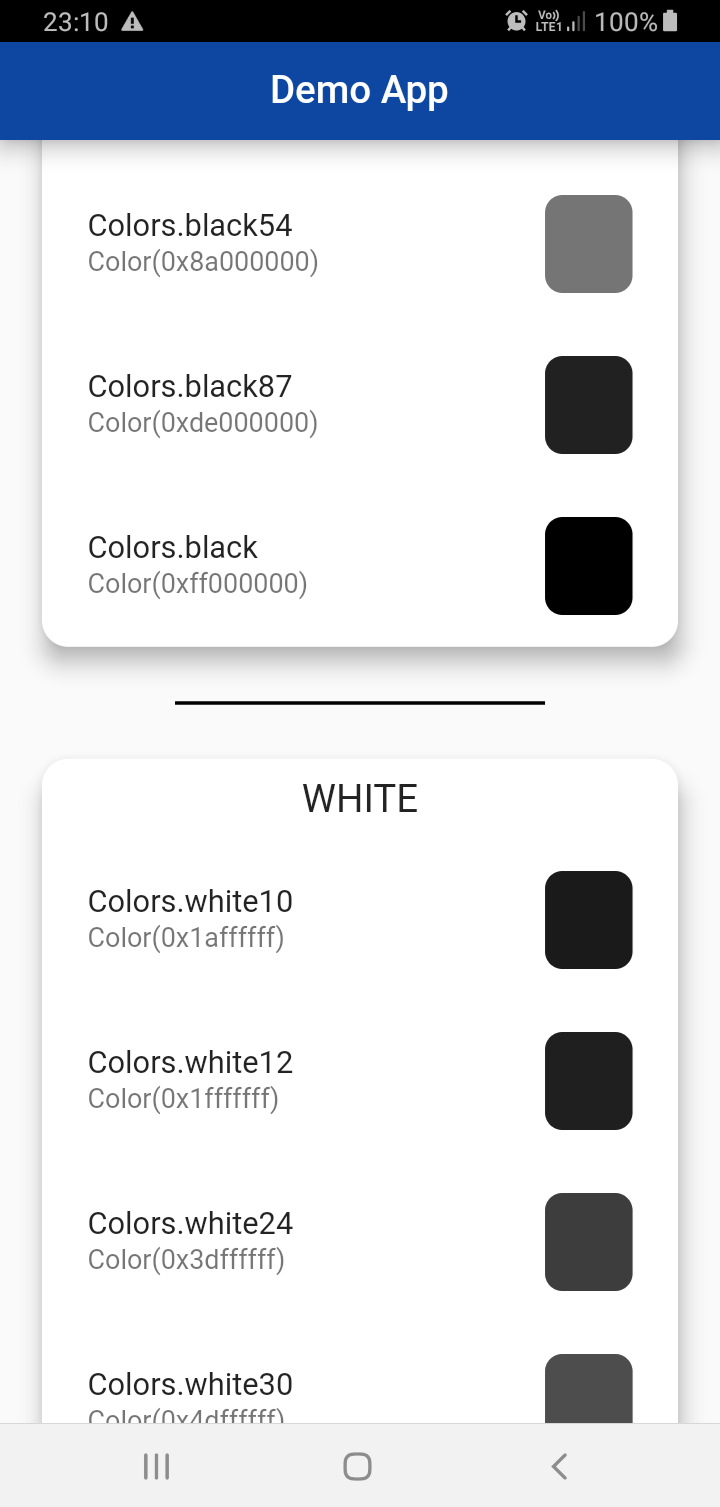 23:10
Vo))
LTE1
100%
Demo App
Colors.black54
Color(0x8a000000)
Colors.black87
Color(0xde000000)
Colors.black
Color(0xff000000)
WHITE
Colors.white10
Color(0x1affffff)
Colors.white12
Color(0x1fffffff)
Colors.white24
Color(0x3dffffff)
Colors.white30
Color(0x4dffffff)